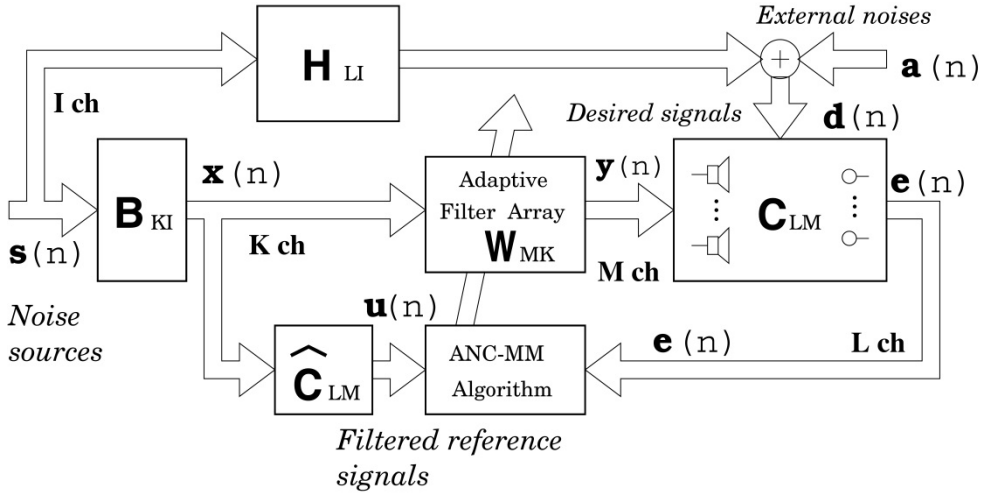 External noises
H LI
+
a (n)
I ch
Desired signals
d(n)
x (n)
Adaptive
Filter Array
W MK
y(n)
C LM
e(n)
B KI
K ch
M ch
s(n)
u(n)
Noise
sources
Ĉ LM
ANC-MM
Algorithm
e (n)
L ch
Filtered reference
signals